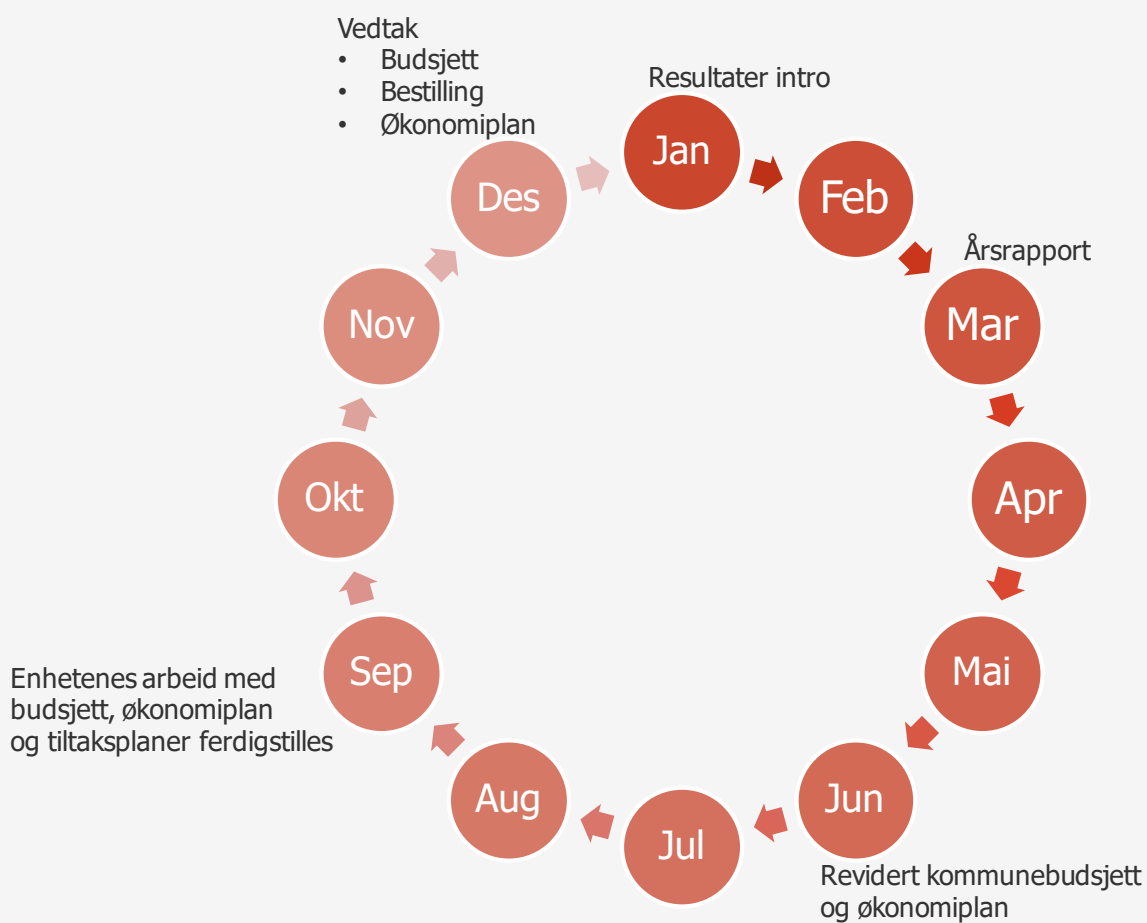 Vedtak
• Budsjett
• Bestilling
• Økonomiplan
Resultater intro
Jan
Feb
Årsrapport
Mar
Apr
Mai
Jun
Revidert kommunebudsjett
og økonomiplan
Jul
Aug
Sep
Enhetenes arbeid med
budsjett, økonomiplan
og tiltaksplaner ferdigstilles
Okt
Nov
Des